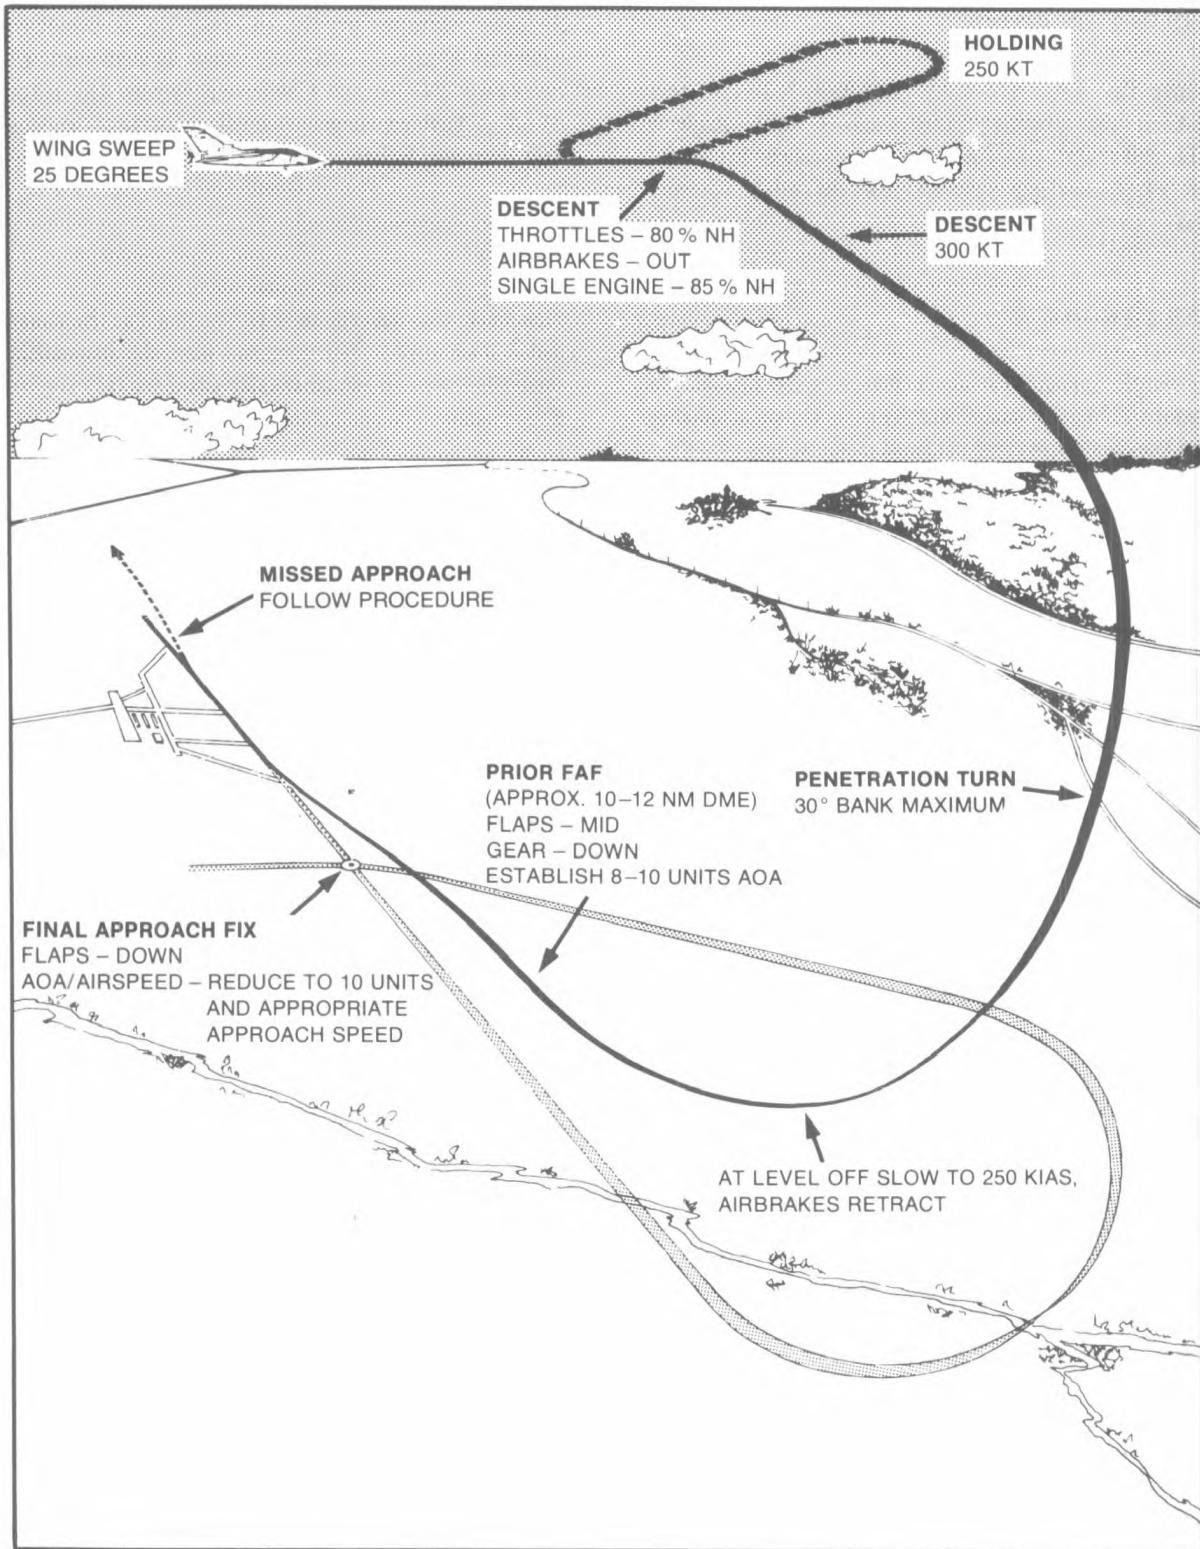 HOLDING
250 KT
WING SWEEP
25 DEGREES
DESCENT
THROTTLES – 80 % NH
AIRBRAKES – OUT
SINGLE ENGINE – 85 % NH
DESCENT
300 KT
MISSED APPROACH
FOLLOW PROCEDURE
PRIOR FAF
(APPROX. 10–12 NM DME)
FLAPS – MID
GEAR – DOWN
ESTABLISH 8–10 UNITS AOA
PENETRATION TURN
30° BANK MAXIMUM
FINAL APPROACH FIX
FLAPS – DOWN
AOA/AIRSPEED – REDUCE TO 10 UNITS
AND APPROPRIATE
APPROACH SPEED
AT LEVEL OFF SLOW TO 250 KIAS,
AIRBRAKES RETRACT